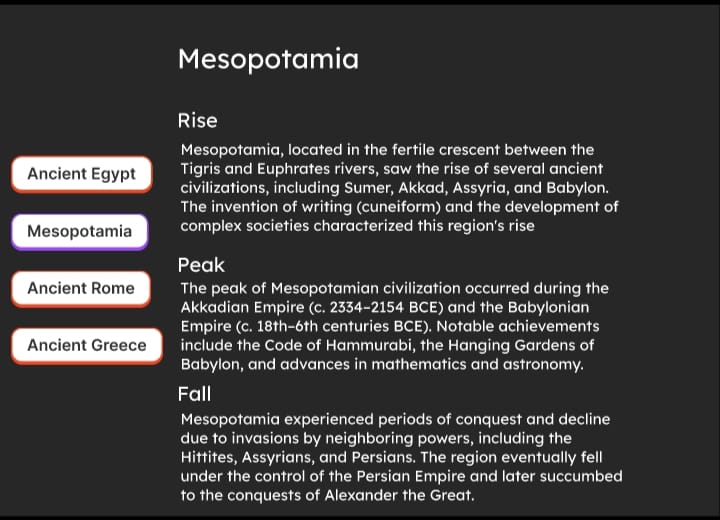 Mesopotamia
Rise
Mesopotamia, located in the fertile crescent between the
Tigris and Euphrates rivers, saw the rise of several ancient
civilizations, including Sumer, Akkad, Assyria, and Babylon.
The invention of writing (cuneiform) and the development of
complex societies characterized this region's rise
Peak
The peak of Mesopotamian civilization occurred during the
Akkadian Empire (c. 2334–2154 BCE) and the Babylonian
Empire (c. 18th–6th centuries BCE). Notable achievements
include the Code of Hammurabi, the Hanging Gardens of
Babylon, and advances in mathematics and astronomy.
Fall
Mesopotamia experienced periods of conquest and decline
due to invasions by neighboring powers, including the
Hittites, Assyrians, and Persians. The region eventually fell
under the control of the Persian Empire and later succumbed
to the conquests of Alexander the Great.
Ancient Egypt
Mesopotamia
Ancient Rome
Ancient Greece